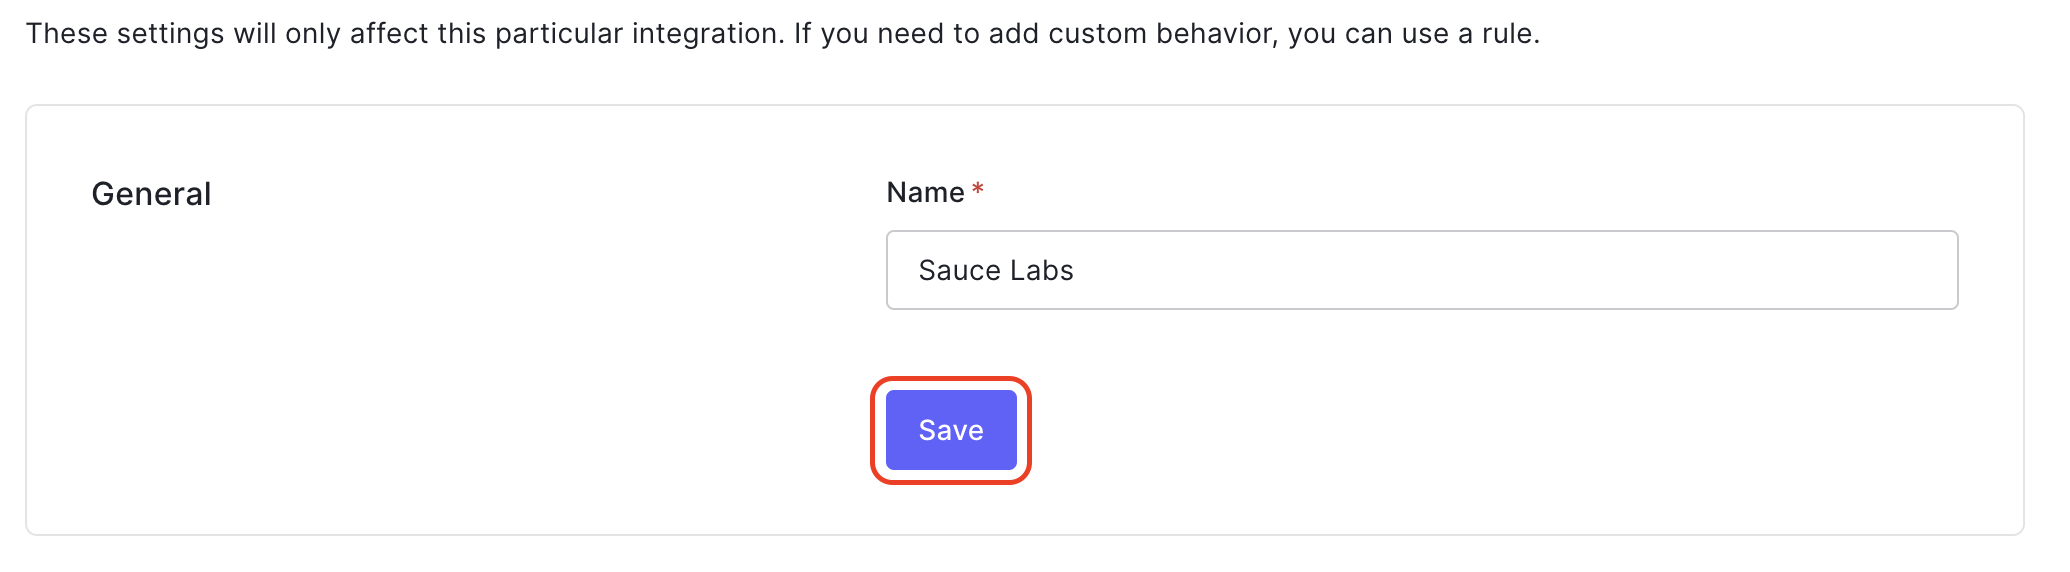 These settings will only affect this particular integration. If you need to add custom behavior, you can use a rule.
General
Name *
Sauce Labs
Save